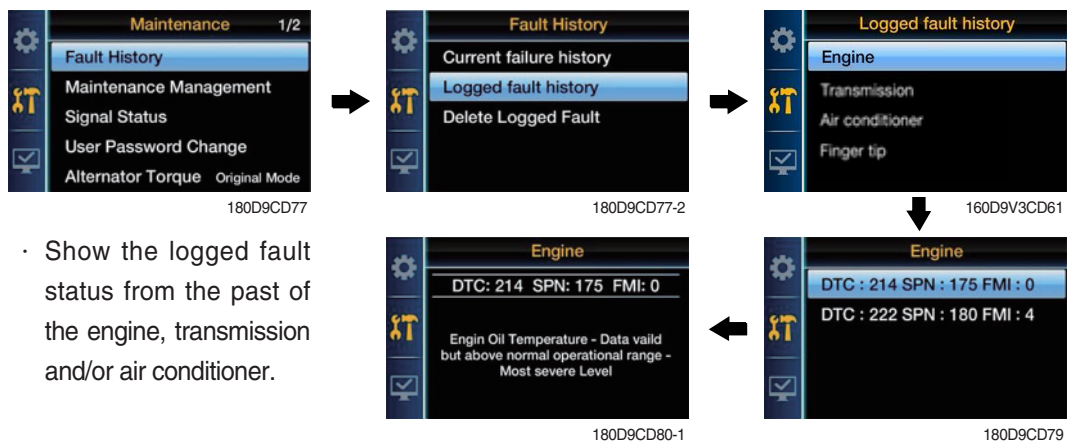 Maintenance 1/2
Fault History
Maintenance Management
Signal Status
User Password Change
Alternator Torque Original Mode
180D9CD77
Fault History
Current failure history
Logged fault history
Delete Logged Fault
180D9CD77-2
Logged fault history
Engine
Transmission
Air conditioner
Finger tip
160D9V3CD61
· Show the logged fault
status from the past of
the engine, transmission
and/or air conditioner.
Engine
DTC : 214 SPN : 175 FMI : 0
DTC : 222 SPN : 180 FMI : 4
180D9CD79
Engine
DTC: 214 SPN: 175 FMI: 0
Engin Oil Temperature - Data vaild
but above normal operational range -
Most severe Level
180D9CD80-1